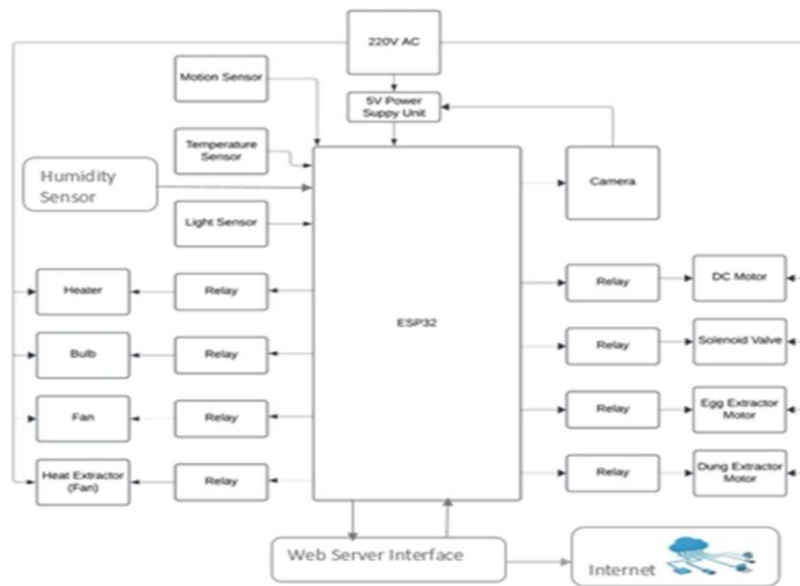 220V AC
Motion Sensor
5V Power
Suppy Unit
Temperature
Sensor
Humidity
Sensor
Camera
Light Sensor
Heater
Relay
Relay
DC Motor
ESP32
Bulb
Relay
Relay
Solenoid Valve
Fan
Relay
Relay
Egg Extractor
Motor
Heat Extractor
(Fan)
Relay
Relay
Dung Extractor
Motor
Web Server Interface
Internet